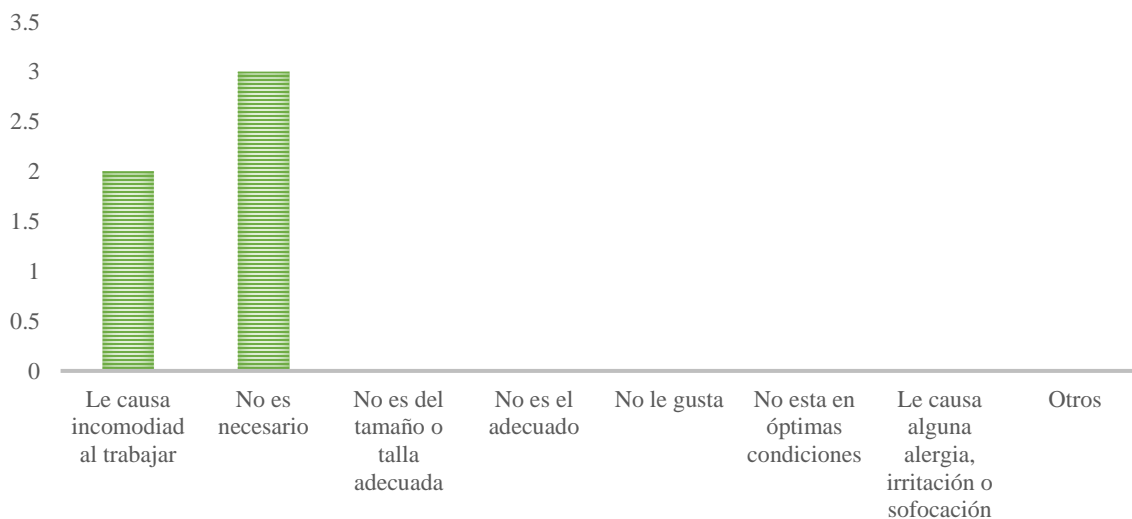 3.5
3
2.5
2
1.5
1
0.5
0
Le causa
incomodiad
al trabajar
No es
necesario
No es del
tamaño o
talla
adecuada
No es el
adecuado
No le gusta
No esta en
óptimas
condiciones
Le causa
alguna
alergia,
irritación o
sofocación
Otros